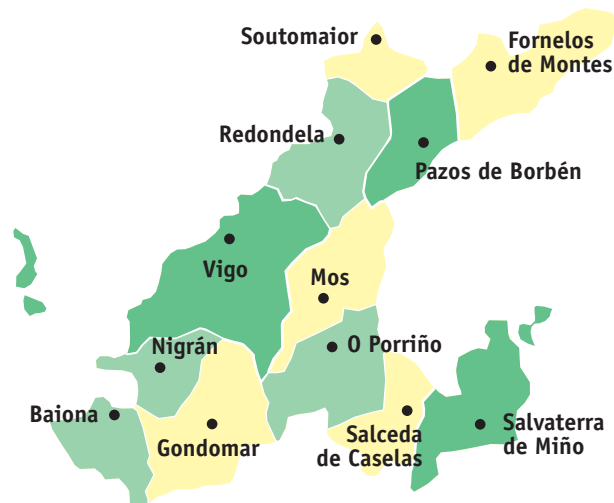 Soutomaior
Fornelos
de Montes
Redondela
Pazos de Borbén
Vigo
Mos
Nigrán
O Porriño
Baiona
Gondomar
Salceda
de Caselas
Salvaterra
de Miño